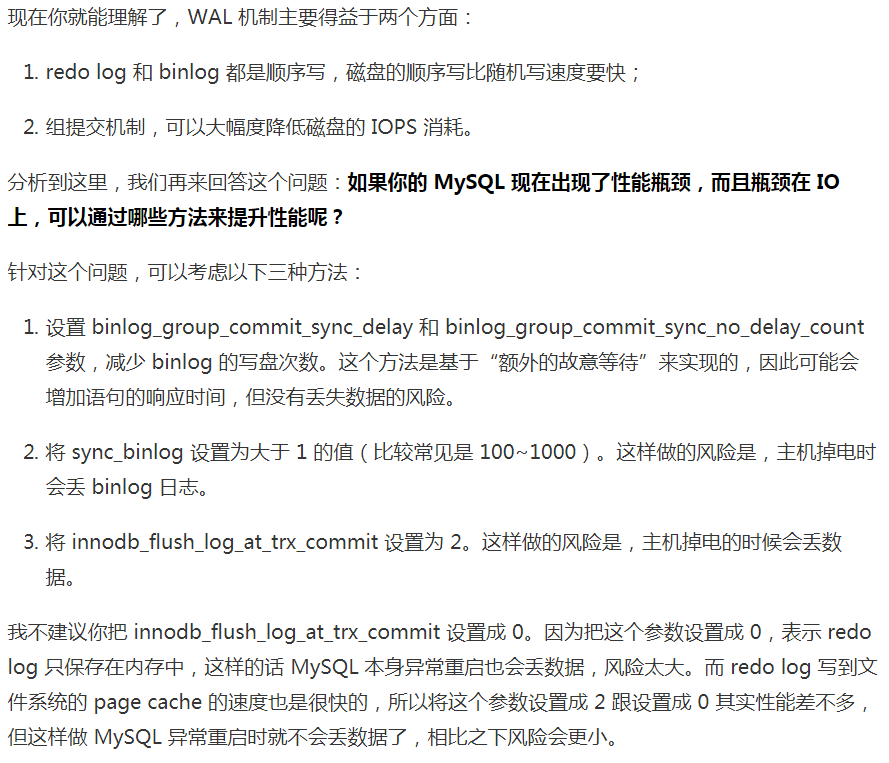 现在你就能理解了，WAL 机制主要得益于两个方面：
1. redo log 和 binlog 都是顺序写，磁盘的顺序写比随机写速度要快；
2. 组提交机制，可以大幅度降低磁盘的 IOPS 消耗。
分析到这里，我们再来回答这个问题：如果你的 MySQL 现在出现了性能瓶颈，而且瓶颈在 IO
上，可以通过哪些方法来提升性能呢？
针对这个问题，可以考虑以下三种方法：
1. 设置 binlog_group_commit_sync_delay 和 binlog_group_commit_sync_no_delay_count
参数，减少 binlog 的写盘次数。这个方法是基于“额外的故意等待”来实现的，因此可能会
增加语句的响应时间，但没有丢失数据的风险。
2. 将 sync_binlog 设置为大于 1 的值（比较常见是 100~1000）。这样做的风险是，主机掉电时
会丢 binlog 日志。
3. 将 innodb_flush_log_at_trx_commit 设置为 2。这样做的风险是，主机掉电的时候会丢数
据。
我不建议你把 innodb_flush_log_at_trx_commit 设置成 0。因为把这个参数设置成 0，表示 redo
log 只保存在内存中，这样的话 MySQL 本身异常重启也会丢数据，风险太大。而 redo log 写到文
件系统的 page cache 的速度也是很快的，所以将这个参数设置成 2 跟设置成 0 其实性能差不多，
但这样做 MySQL 异常重启时就不会丢数据了，相比之下风险会更小。